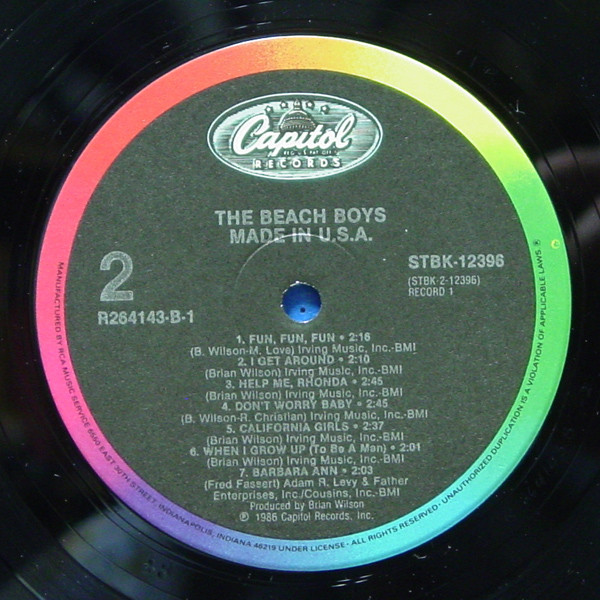 Capitol
RECORDS
THE BEACH BOYS
MADE IN U.S.A.
2
R264143-B-1
STBK-12396
(STBK-2-12396)
RECORD 1
1. FUN, FUN, FUN • 2:16
(B. Wilson-M. Love) Irving Music, Inc.-BMI
2. I GET AROUND • 2:10
(Brian Wilson) Irving Music, Inc.-BMI
3. HELP ME, RHONDA • 2:45
(Brian Wilson) Irving Music, Inc.-BMI
4. DON'T WORRY BABY • 2:45
(B. Wilson-R. Christian) Irving Music, Inc.-BMI
5. CALIFORNIA GIRLS • 2:37
(Brian Wilson) Irving Music, Inc.-BMI
6. WHEN I GROW UP (To Be A Man) • 2:01
(Brian Wilson) Irving Music, Inc.-BMI
7. BARBARA ANN • 2:03
(Fred Fassert) Adam R. Levy & Father
Enterprises, Inc./Cousins, Inc.-BMI
Produced by Brian Wilson
℗ 1986 Capitol Records, Inc.
MANUFACTURED BY RCA MUSIC SERVICE 6550 EAST 30TH STREET, INDIANAPOLIS, INDIANA 46219 UNDER LICENSE · ALL RIGHTS RESERVED · UNAUTHORIZED DUPLICATION IS A VIOLATION OF APPLICABLE LAWS ®